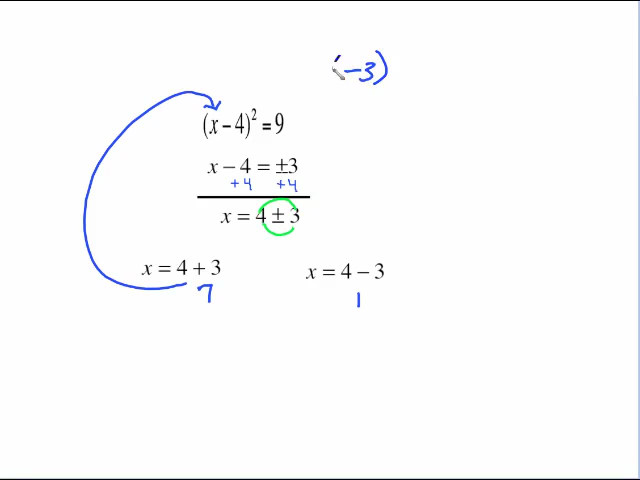 -3)
(x - 4)² = 9
x - 4 = ±3
+4 +4
x = 4 ± 3
x = 4 + 3
7
x = 4 - 3
1